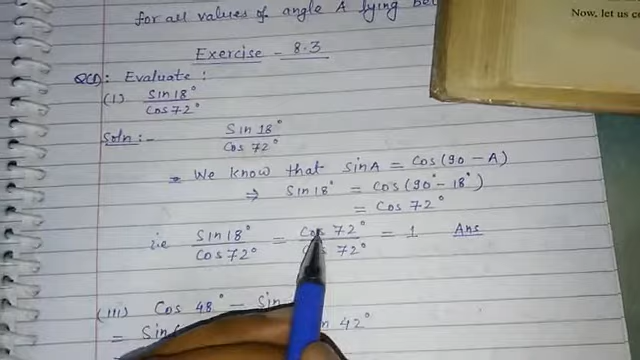 for all values of angle A lying
Now, let us
Exercise - 8.3
Q(1): Evaluate :
(i) Sin 18° / Cos 72°
Soln:- Sin 18° / Cos 72°
We know that sin A = Cos (90 - A)
⇒ Sin 18° = Cos (90° - 18°)
= Cos 72°
i.e Sin 18° / Cos 72° = Cos 72° / Cos 72° = 1 Ans
(iii) Cos 48° - Sin 42°
=